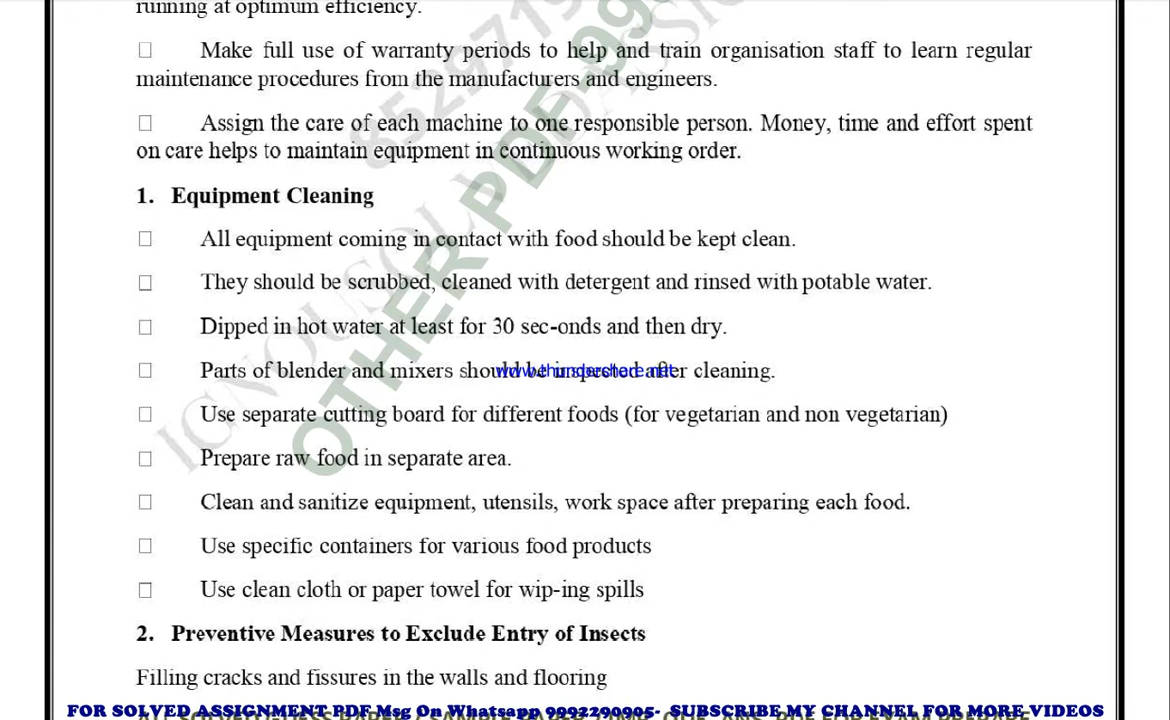 running at optimum efficiency.
□ Make full use of warranty periods to help and train organisation staff to learn regular
maintenance procedures from the manufacturers and engineers.
□ Assign the care of each machine to one responsible person. Money, time and effort spent
on care helps to maintain equipment in continuous working order.
1. Equipment Cleaning
□ All equipment coming in contact with food should be kept clean.
□ They should be scrubbed, cleaned with detergent and rinsed with potable water.
□ Dipped in hot water at least for 30 sec-onds and then dry.
□ Parts of blender and mixers should be inspected after cleaning.
www.thundershare.net
□ Use separate cutting board for different foods (for vegetarian and non vegetarian)
□ Prepare raw food in separate area.
□ Clean and sanitize equipment, utensils, work space after preparing each food.
□ Use specific containers for various food products
□ Use clean cloth or paper towel for wip-ing spills
2. Preventive Measures to Exclude Entry of Insects
Filling cracks and fissures in the walls and flooring
OTHER PDF-99
FOR SOLVED ASSIGNMENT PDF Msg On Whatsapp 9992290905- SUBSCRIBE MY CHANNEL FOR MORE VIDEOS